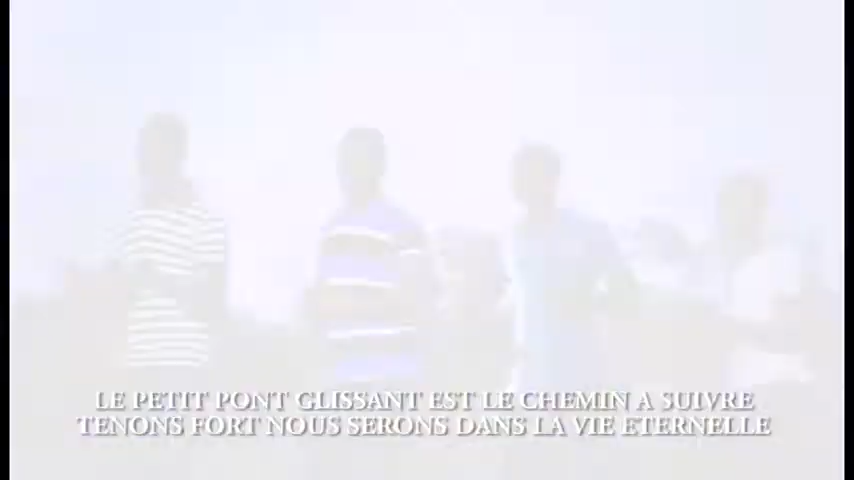 LE PETIT PONT GLISSANT EST LE CHEMIN A SUIVRE
TENONS FORT NOUS SERONS DANS LA VIE ETERNELLE